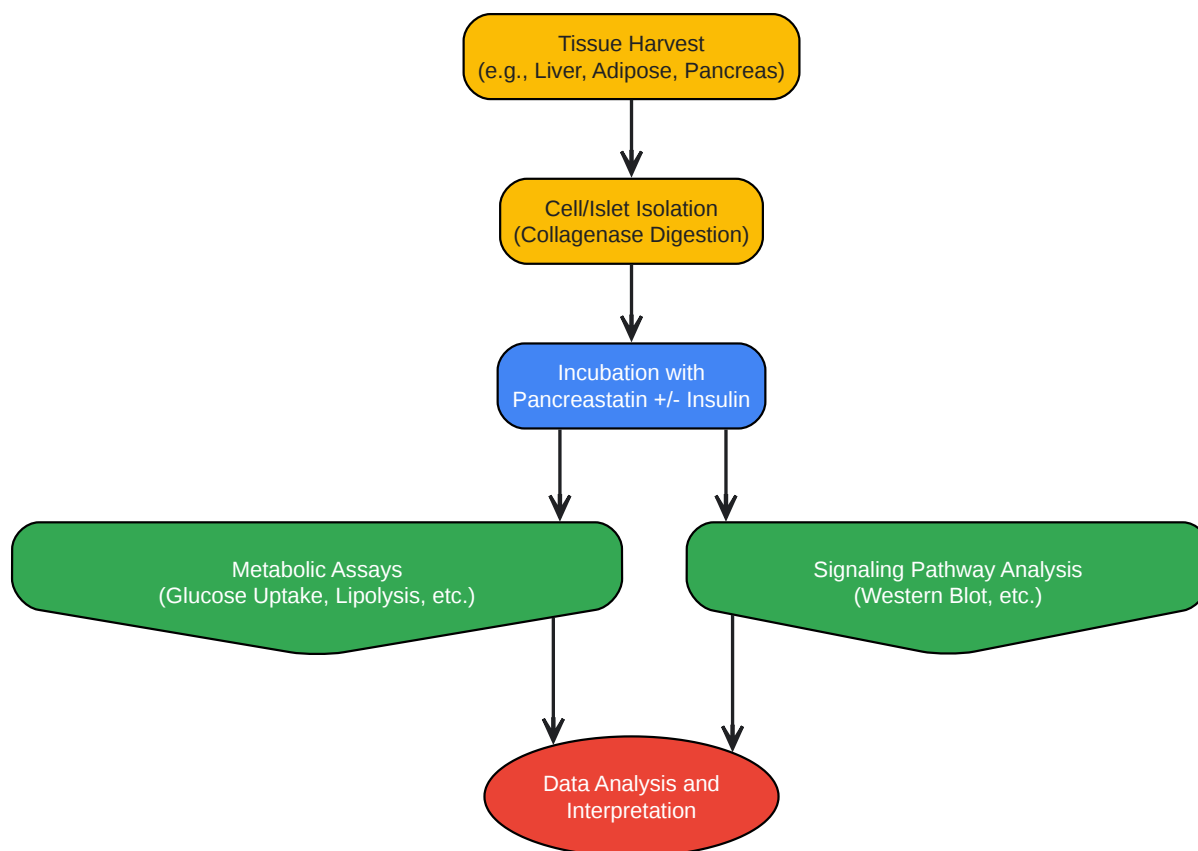 Tissue Harvest
(e.g., Liver, Adipose, Pancreas)
Cell/Islet Isolation
(Collagenase Digestion)
Incubation with
Pancreastatin +/- Insulin
Metabolic Assays
(Glucose Uptake, Lipolysis, etc.)
Signaling Pathway Analysis
(Western Blot, etc.)
Data Analysis and
Interpretation